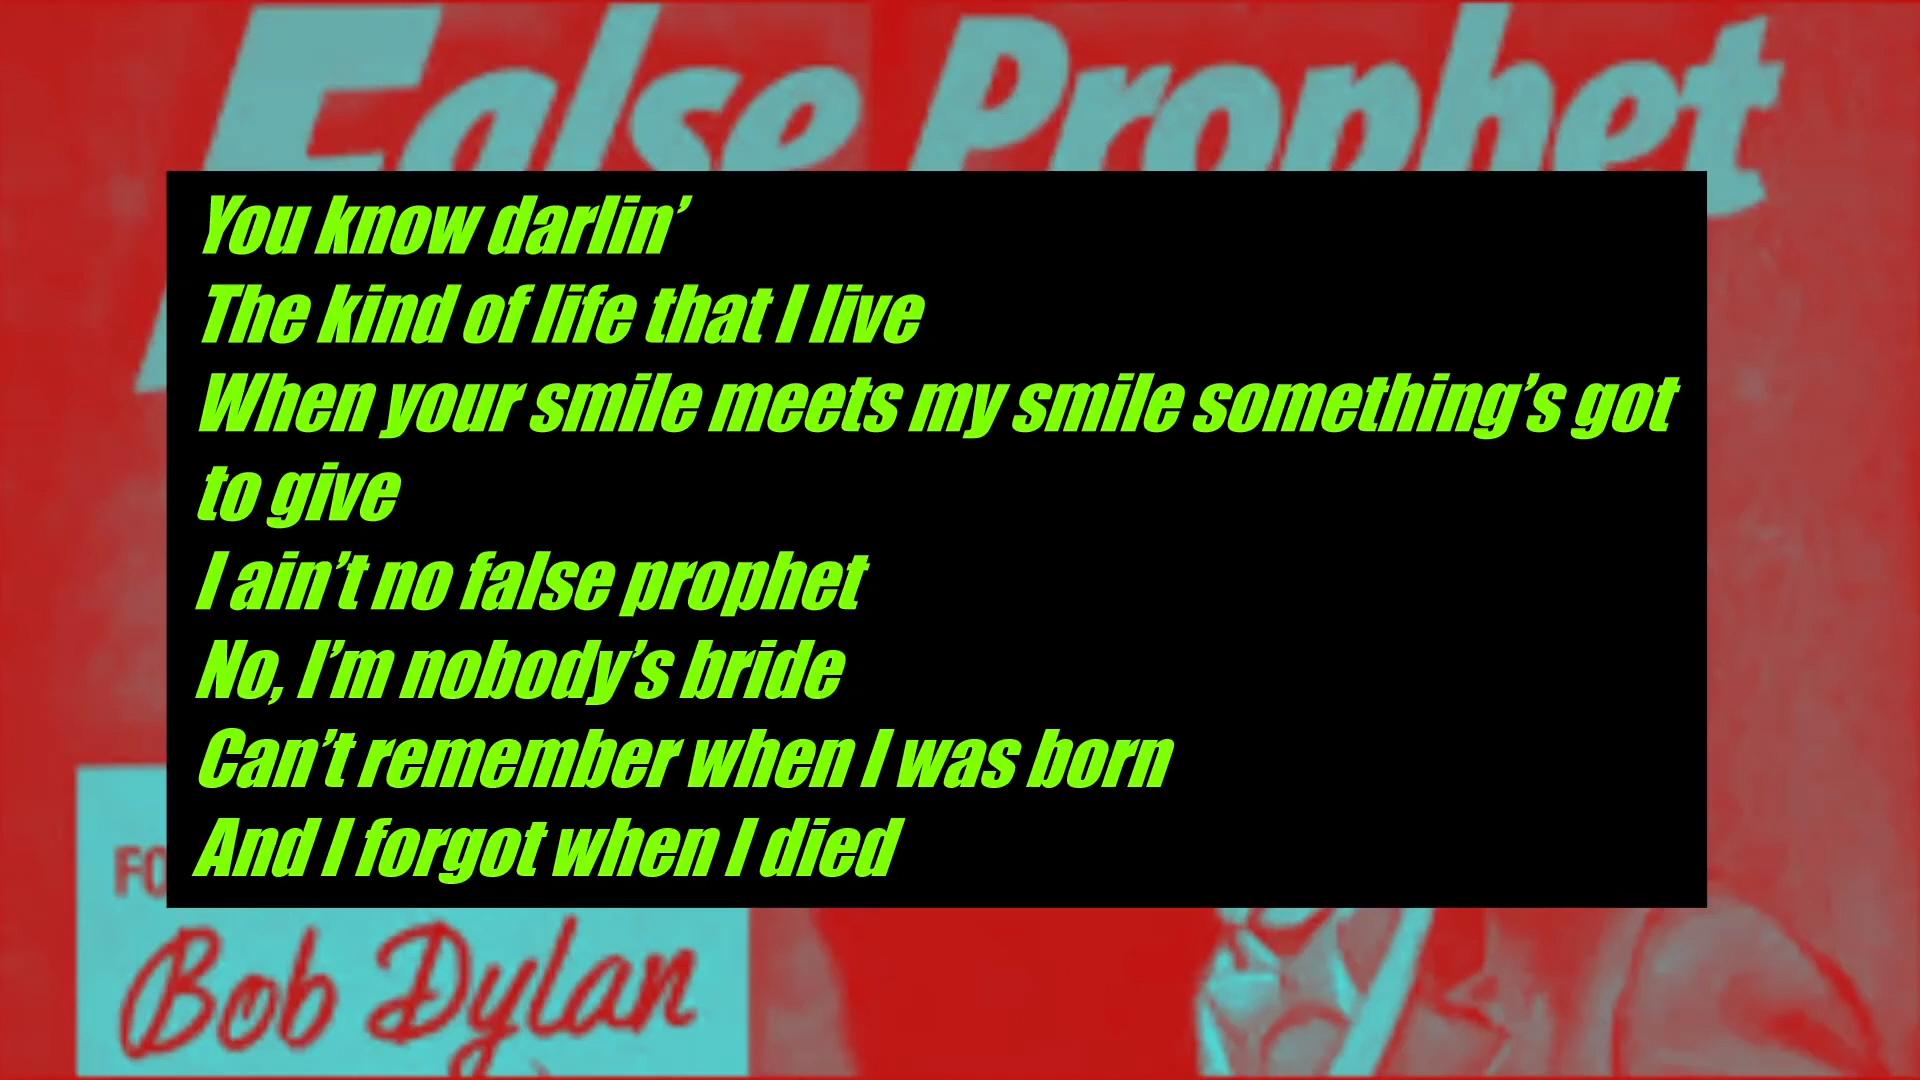 False Prophet
You know darlin’
The kind of life that I live
When your smile meets my smile something’s got
to give
I ain’t no false prophet
No, I’m nobody’s bride
Can’t remember when I was born
And I forgot when I died
FO
Bob Dylan